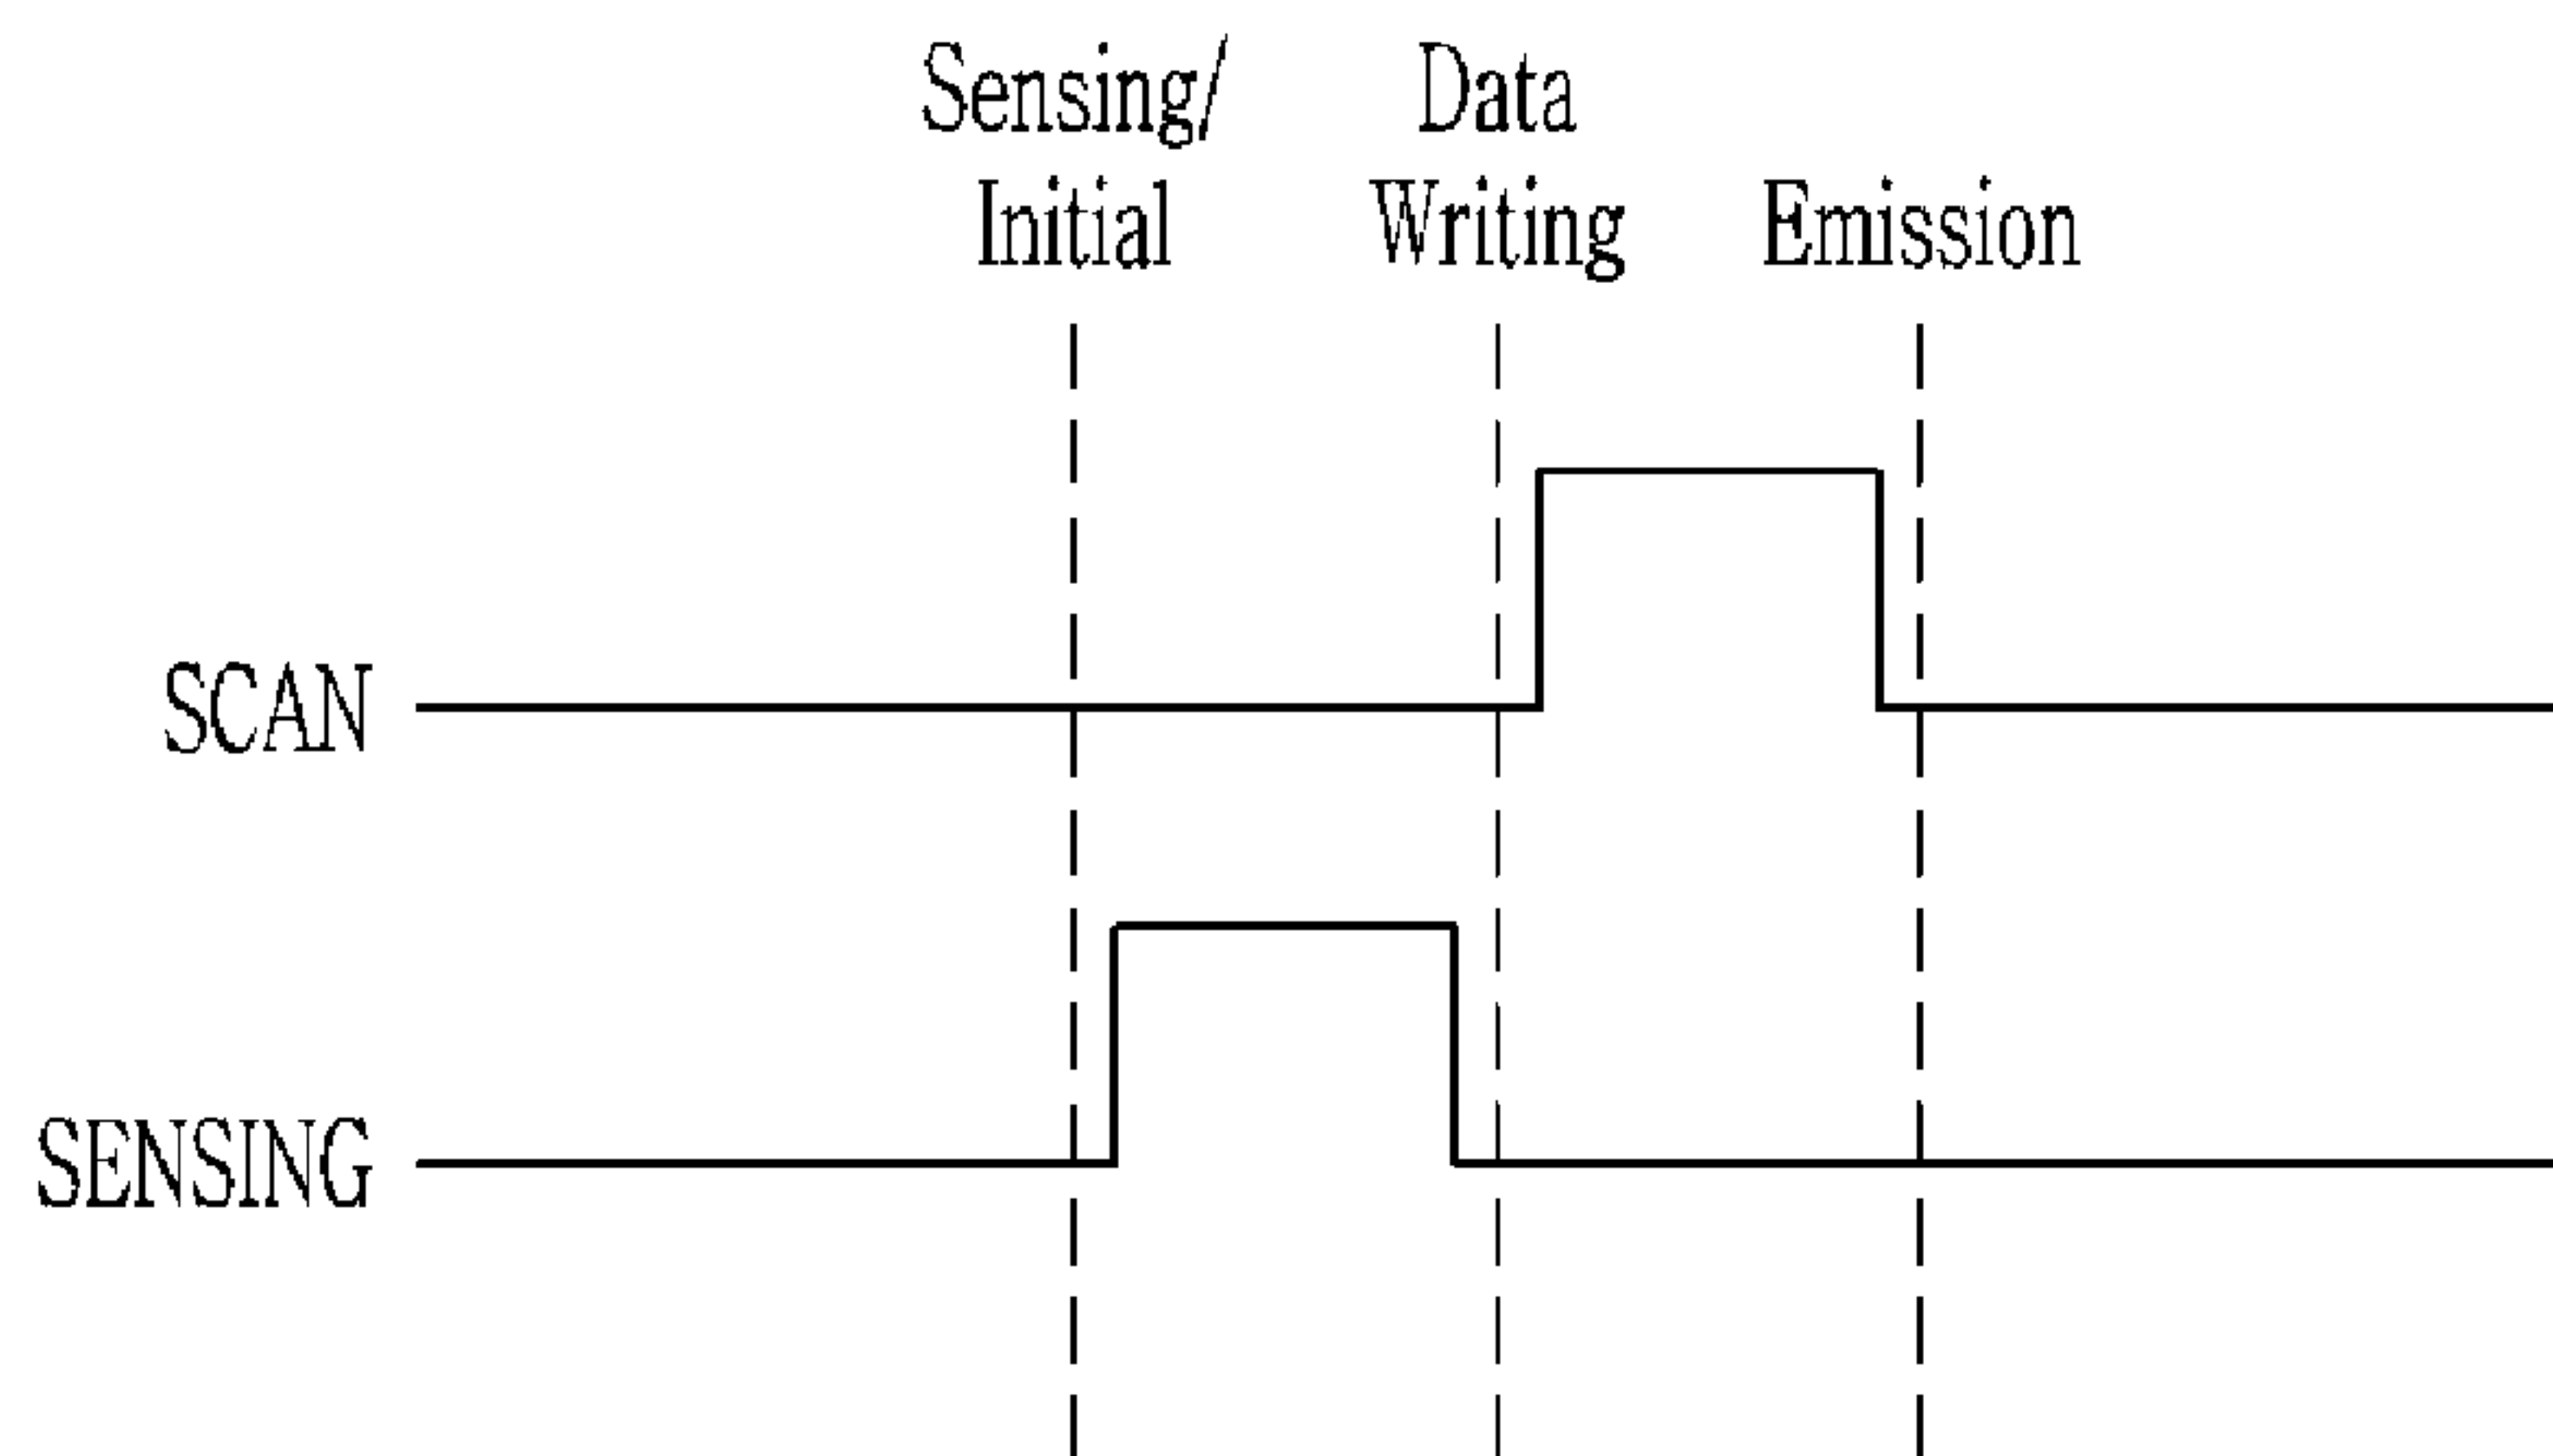 Sensing/
Initial
Data
Writing
Emission
SCAN
SENSING